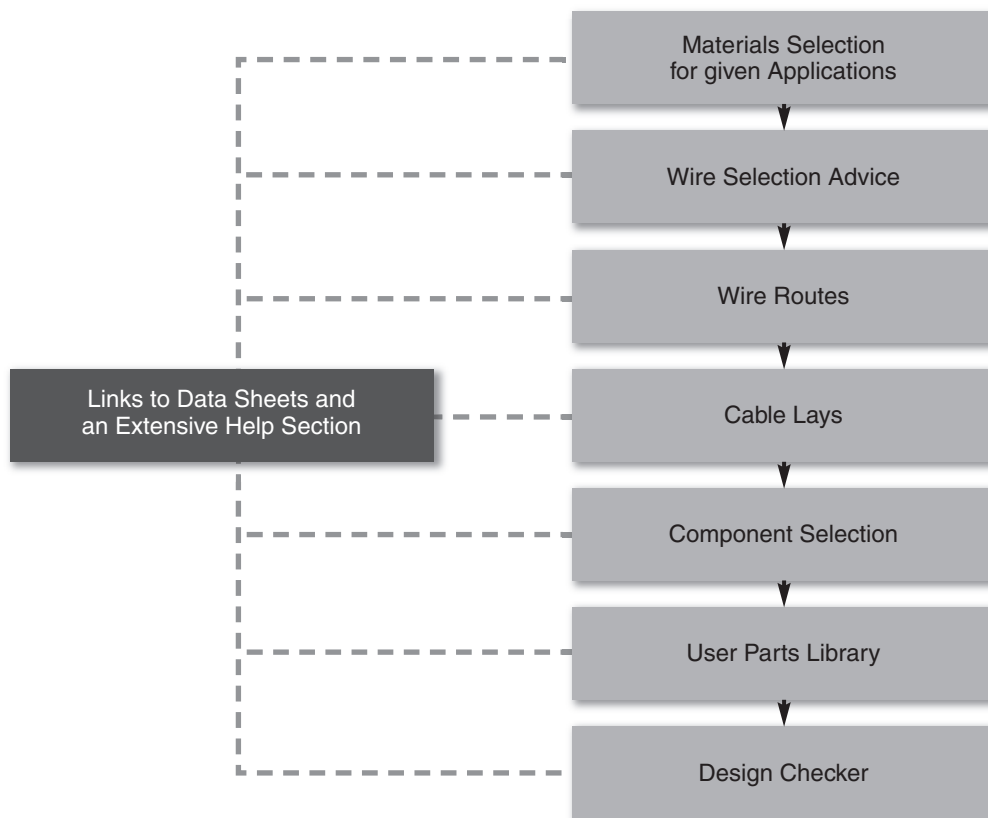 Materials Selection
for given Applications
Wire Selection Advice
Wire Routes
Links to Data Sheets and
an Extensive Help Section
Cable Lays
Component Selection
User Parts Library
Design Checker